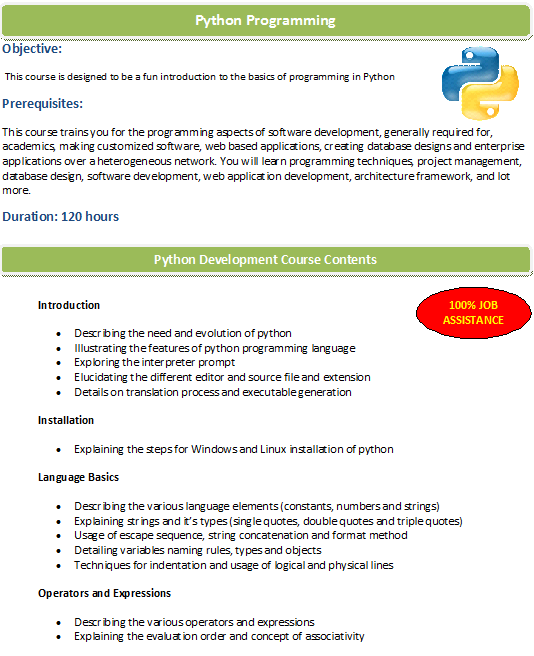 Python Programming
Objective:
This course is designed to be a fun introduction to the basics of programming in Python
Prerequisites:
This course trains you for the programming aspects of software development, generally required for,
academics, making customized software, web based applications, creating database designs and enterprise
applications over a heterogeneous network. You will learn programming techniques, project management,
database design, software development, web application development, architecture framework, and lot
more.
Duration: 120 hours
Python Development Course Contents
100% JOB
ASSISTANCE
Introduction
• Describing the need and evolution of python
• Illustrating the features of python programming language
• Exploring the interpreter prompt
• Elucidating the different editor and source file and extension
• Details on translation process and executable generation
Installation
• Explaining the steps for Windows and Linux installation of python
Language Basics
• Describing the various language elements (constants, numbers and strings)
• Explaining strings and it's types (single quotes, double quotes and triple quotes)
• Usage of escape sequence, string concatenation and format method
• Detailing variables naming rules, types and objects
• Techniques for indentation and usage of logical and physical lines
Operators and Expressions
• Describing the various operators and expressions
• Explaining the evaluation order and concept of associativity